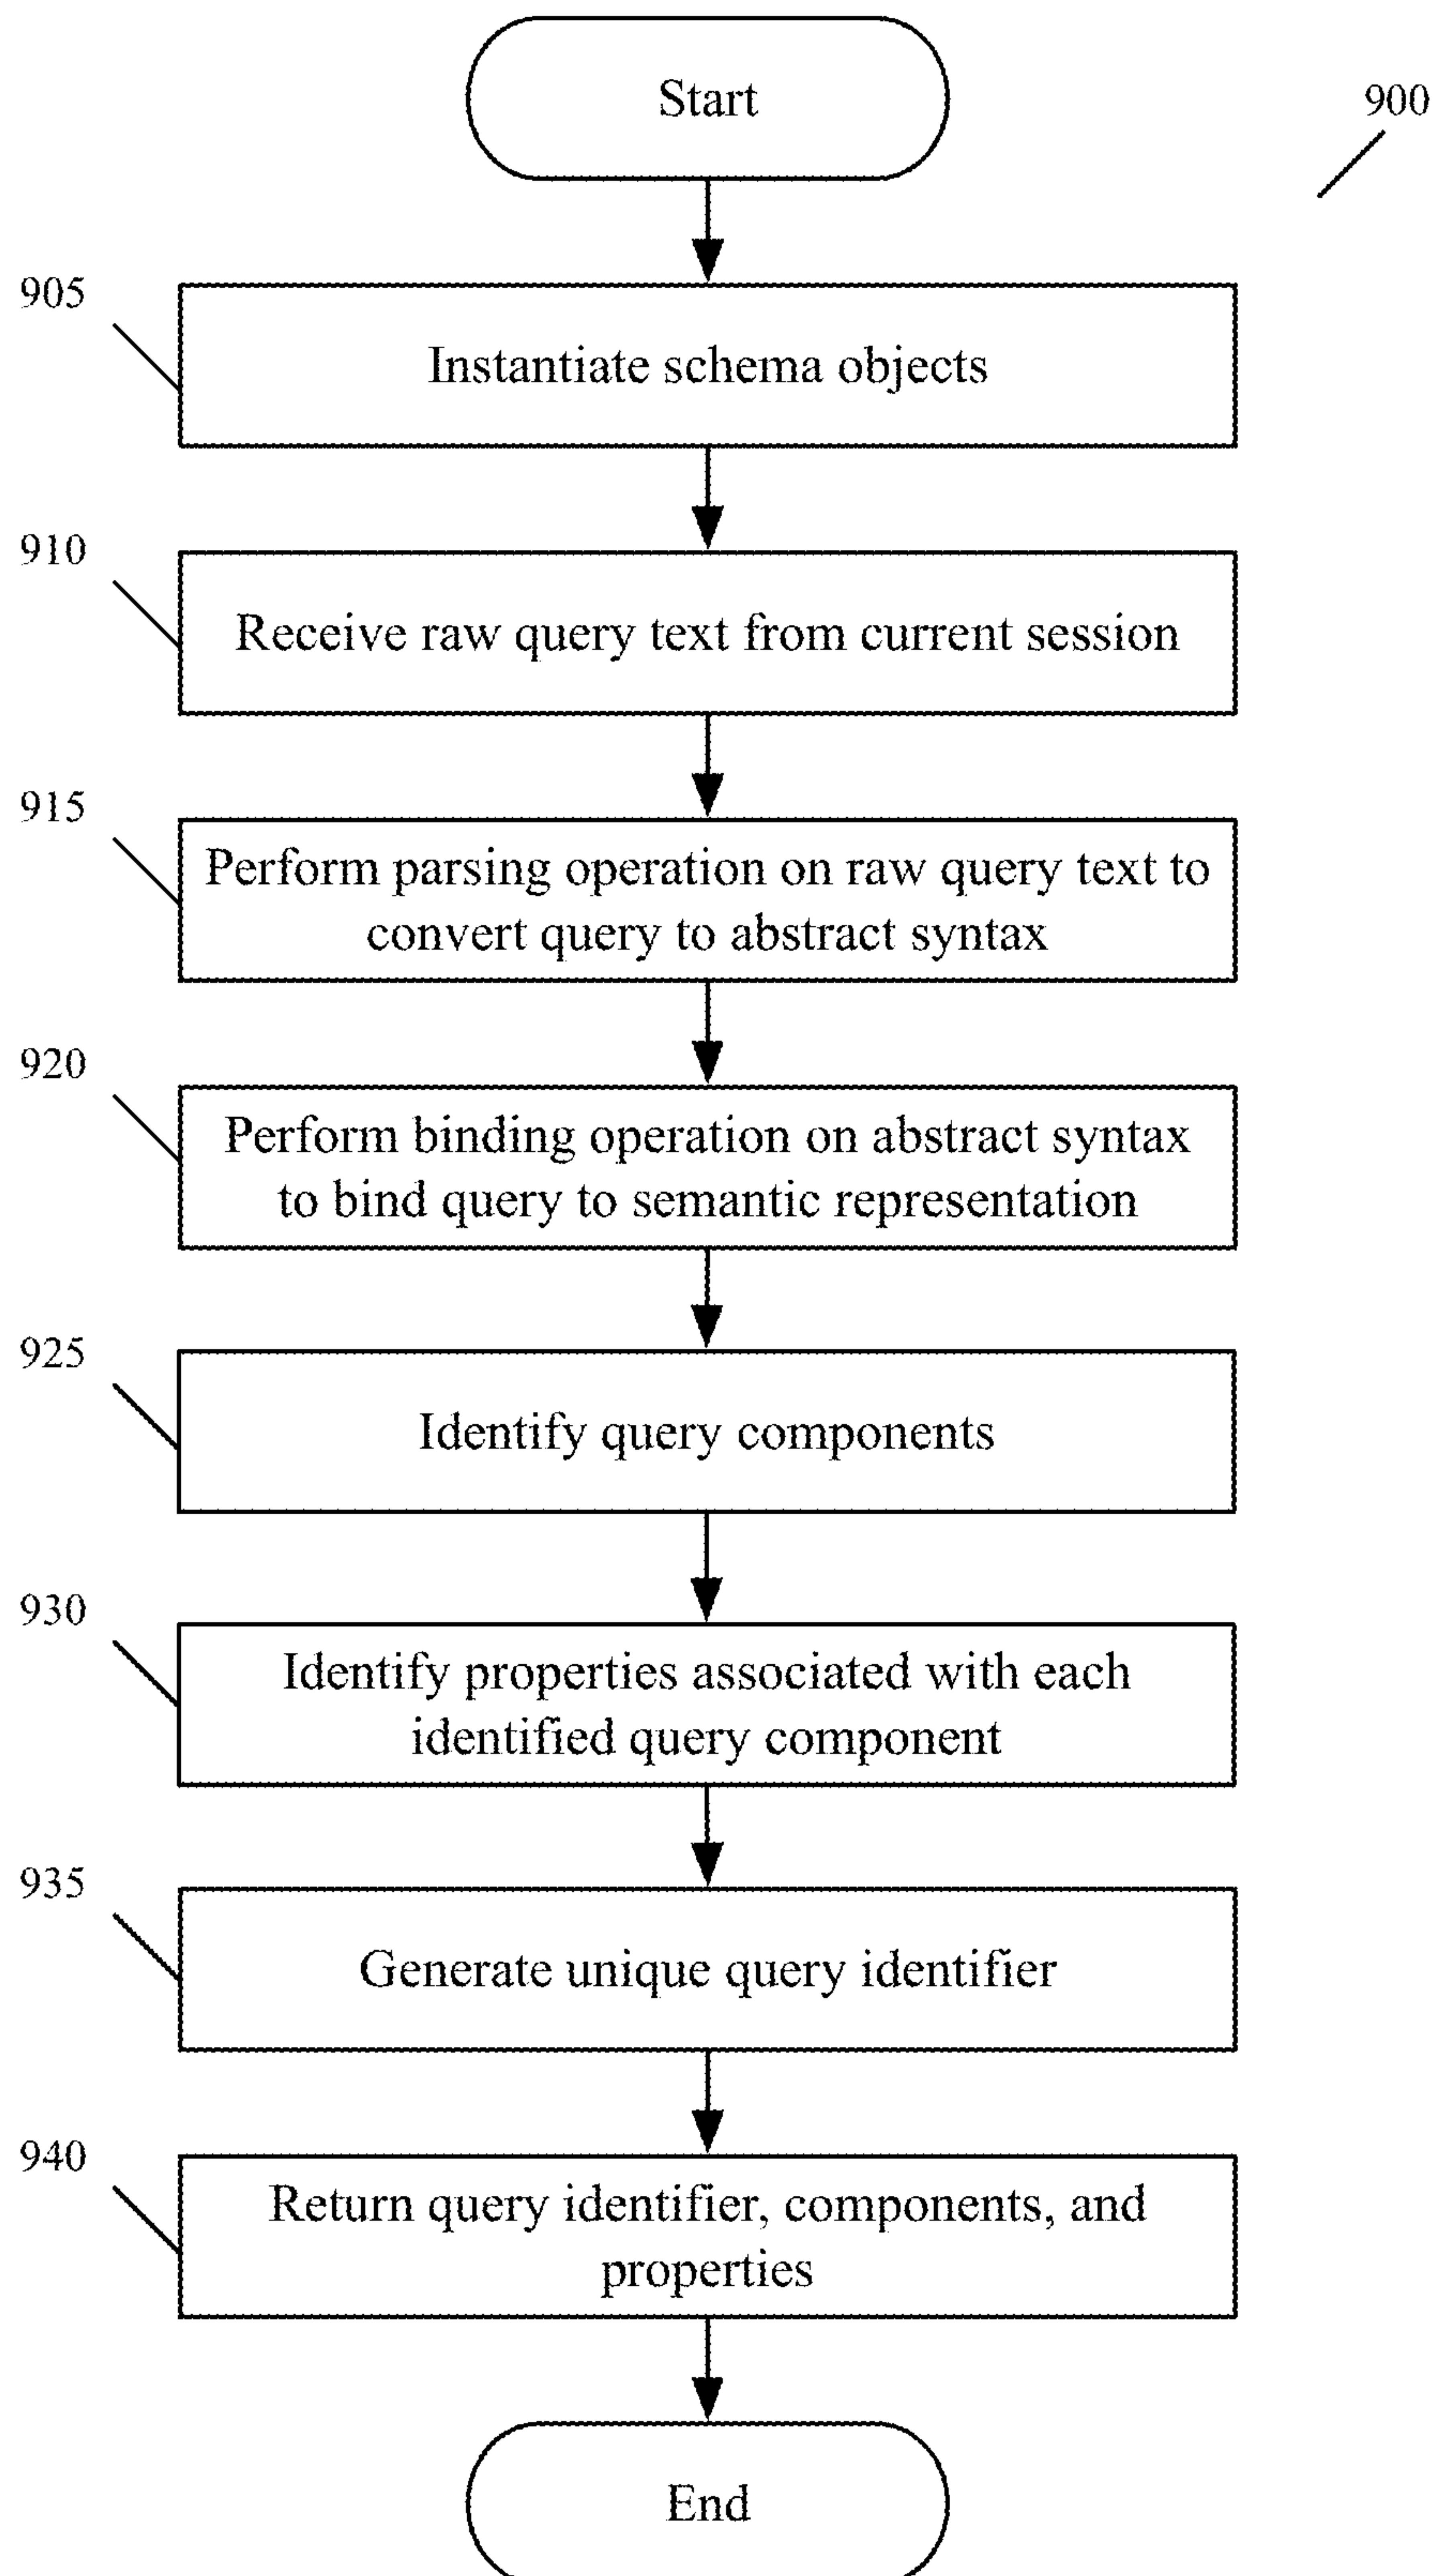 Start
900
905
Instantiate schema objects
910
Receive raw query text from current session
915
Perform parsing operation on raw query text to
convert query to abstract syntax
920
Perform binding operation on abstract syntax
to bind query to semantic representation
925
Identify query components
930
Identify properties associated with each
identified query component
935
Generate unique query identifier
940
Return query identifier, components, and
properties
End